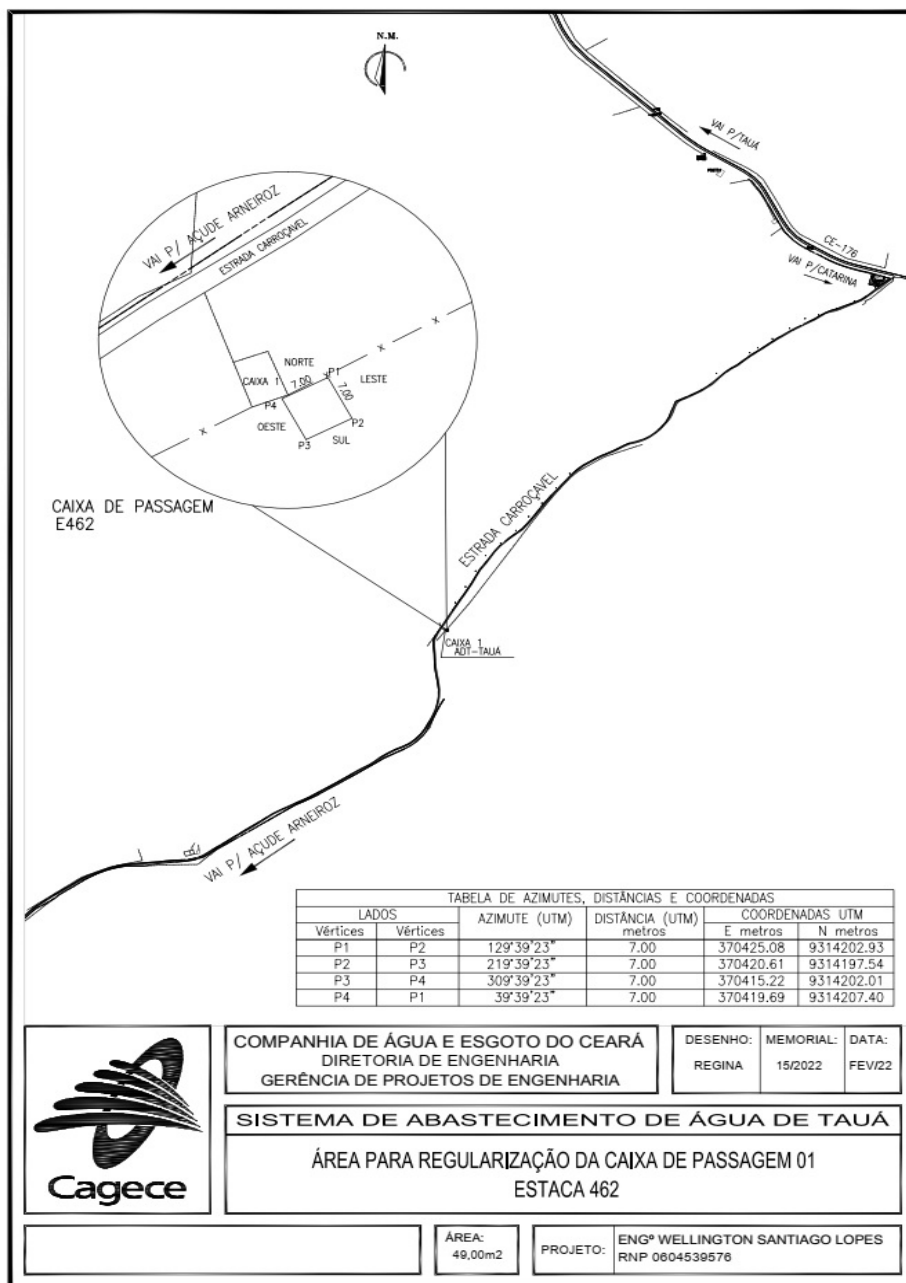 N.M.
VAI P/TAUÁ
CE-176
VAI P/CATARINA
VAI P/ AÇUDE ARNEIROZ
ESTRADA CARROÇAVEL
NORTE
P1
LESTE
CAIXA 1
7.00
7.00
P4
OESTE
P2
P3
SUL
CAIXA DE PASSAGEM
E462
ESTRADA CARROÇAVEL
CAIXA 1
ADT-TAUÁ
VAI P/ AÇUDE ARNEIROZ
TABELA DE AZIMUTES, DISTÂNCIAS E COORDENADAS
LADOS AZIMUTE (UTM) DISTÂNCIA (UTM) metros COORDENADAS UTM
Vértices Vértices E metros N metros
P1 P2 129°39'23" 7.00 370425.08 9314202.93
P2 P3 219°39'23" 7.00 370420.61 9314197.54
P3 P4 309°39'23" 7.00 370415.22 9314202.01
P4 P1 39°39'23" 7.00 370419.69 9314207.40
Cagece
COMPANHIA DE ÁGUA E ESGOTO DO CEARÁ
DIRETORIA DE ENGENHARIA
GERÊNCIA DE PROJETOS DE ENGENHARIA
DESENHO: MEMORIAL: DATA:
REGINA 15/2022 FEV/22
SISTEMA DE ABASTECIMENTO DE ÁGUA DE TAUÁ
ÁREA PARA REGULARIZAÇÃO DA CAIXA DE PASSAGEM 01
ESTACA 462
ÁREA:
49,00m2
PROJETO:
ENGº WELLINGTON SANTIAGO LOPES
RNP 0604539576